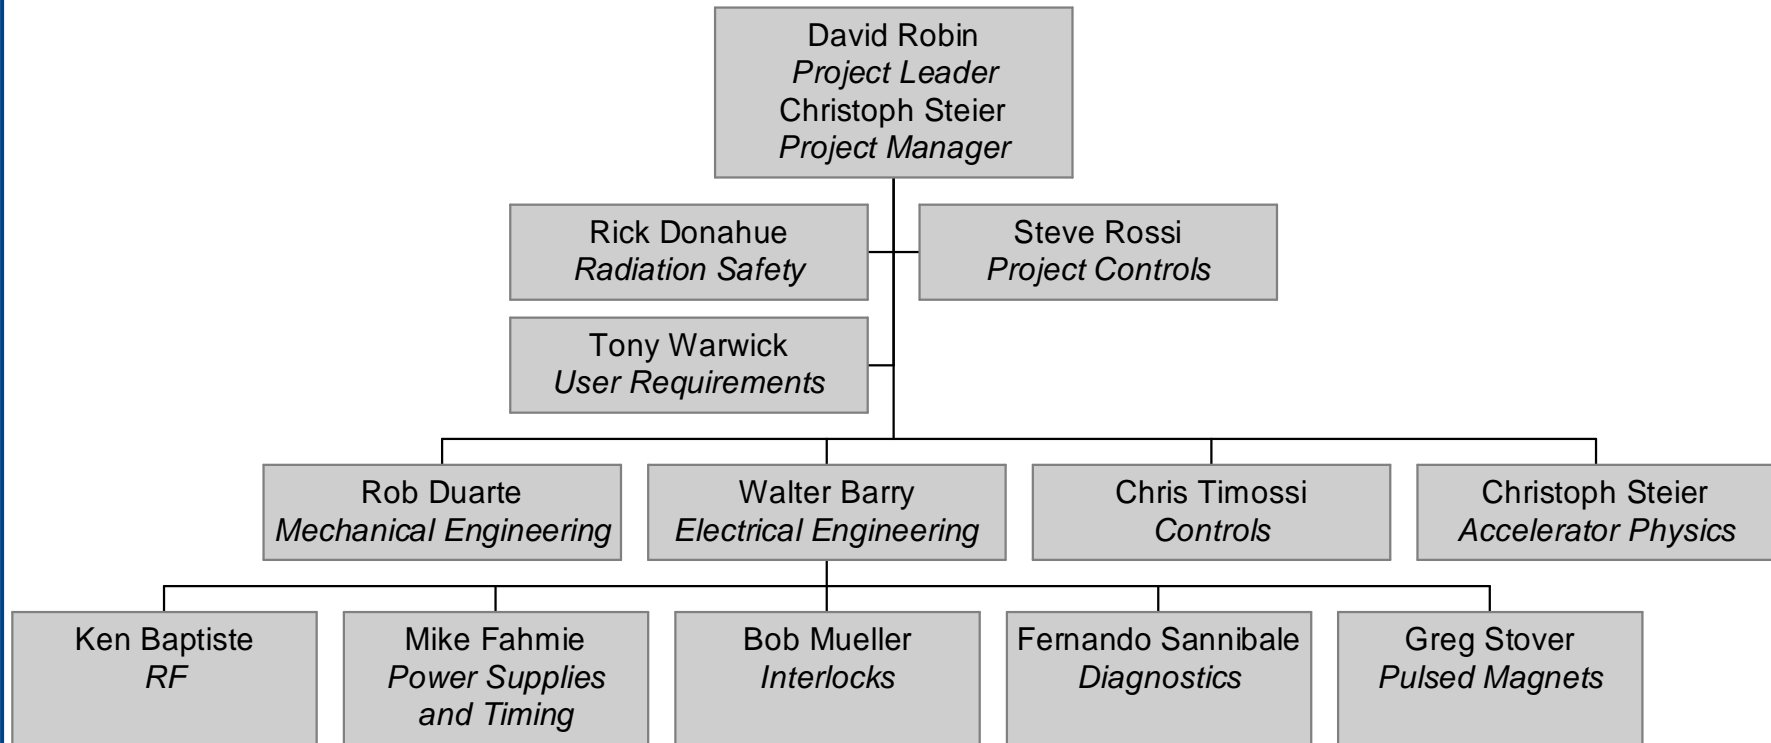 David Robin
Project Leader
Christoph Steier
Project Manager
Rick Donahue
Radiation Safety
Steve Rossi
Project Controls
Tony Warwick
User Requirements
Rob Duarte
Mechanical Engineering
Walter Barry
Electrical Engineering
Chris Timossi
Controls
Christoph Steier
Accelerator Physics
Ken Baptiste
RF
Mike Fahmie
Power Supplies
and Timing
Bob Mueller
Interlocks
Fernando Sannibale
Diagnostics
Greg Stover
Pulsed Magnets